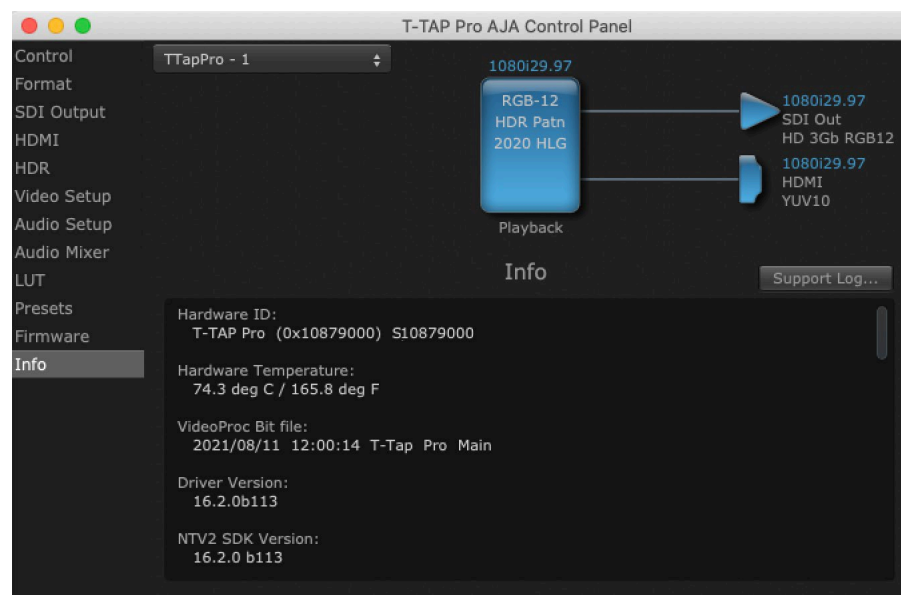 T-TAP Pro AJA Control Panel
Control
Format
SDI Output
HDMI
HDR
Video Setup
Audio Setup
Audio Mixer
LUT
Presets
Firmware
Info
TTapPro - 1
1080i29.97
RGB-12
HDR Patn
2020 HLG
Playback
1080i29.97
SDI Out
HD 3Gb RGB12
1080i29.97
HDMI
YUV10
Info
Support Log...
Hardware ID:
T-TAP Pro (0x10879000) S10879000
Hardware Temperature:
74.3 deg C / 165.8 deg F
VideoProc Bit file:
2021/08/11 12:00:14 T-Tap Pro Main
Driver Version:
16.2.0b113
NTV2 SDK Version:
16.2.0 b113